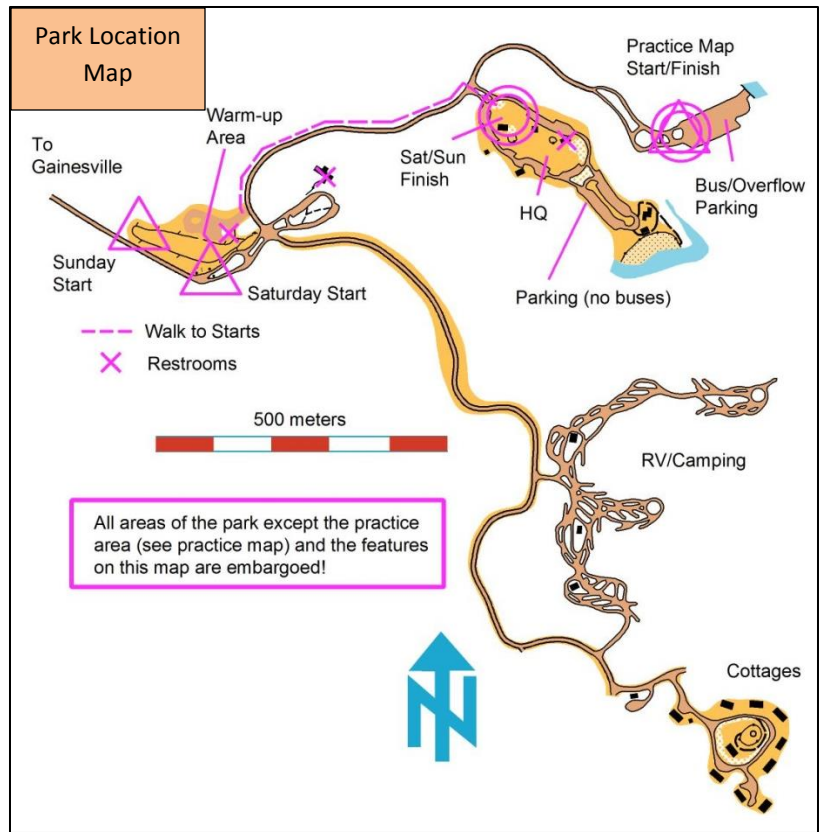 Park Location
Map
Practice Map
Start/Finish
Warm-up
Area
To
Gainesville
Sat/Sun
Finish
HQ
Bus/Overflow
Parking
Sunday
Start
Saturday Start
Parking (no buses)
Walk to Starts
Restrooms
500 meters
RV/Camping
All areas of the park except the practice
area (see practice map) and the features
on this map are embargoed!
N
Cottages